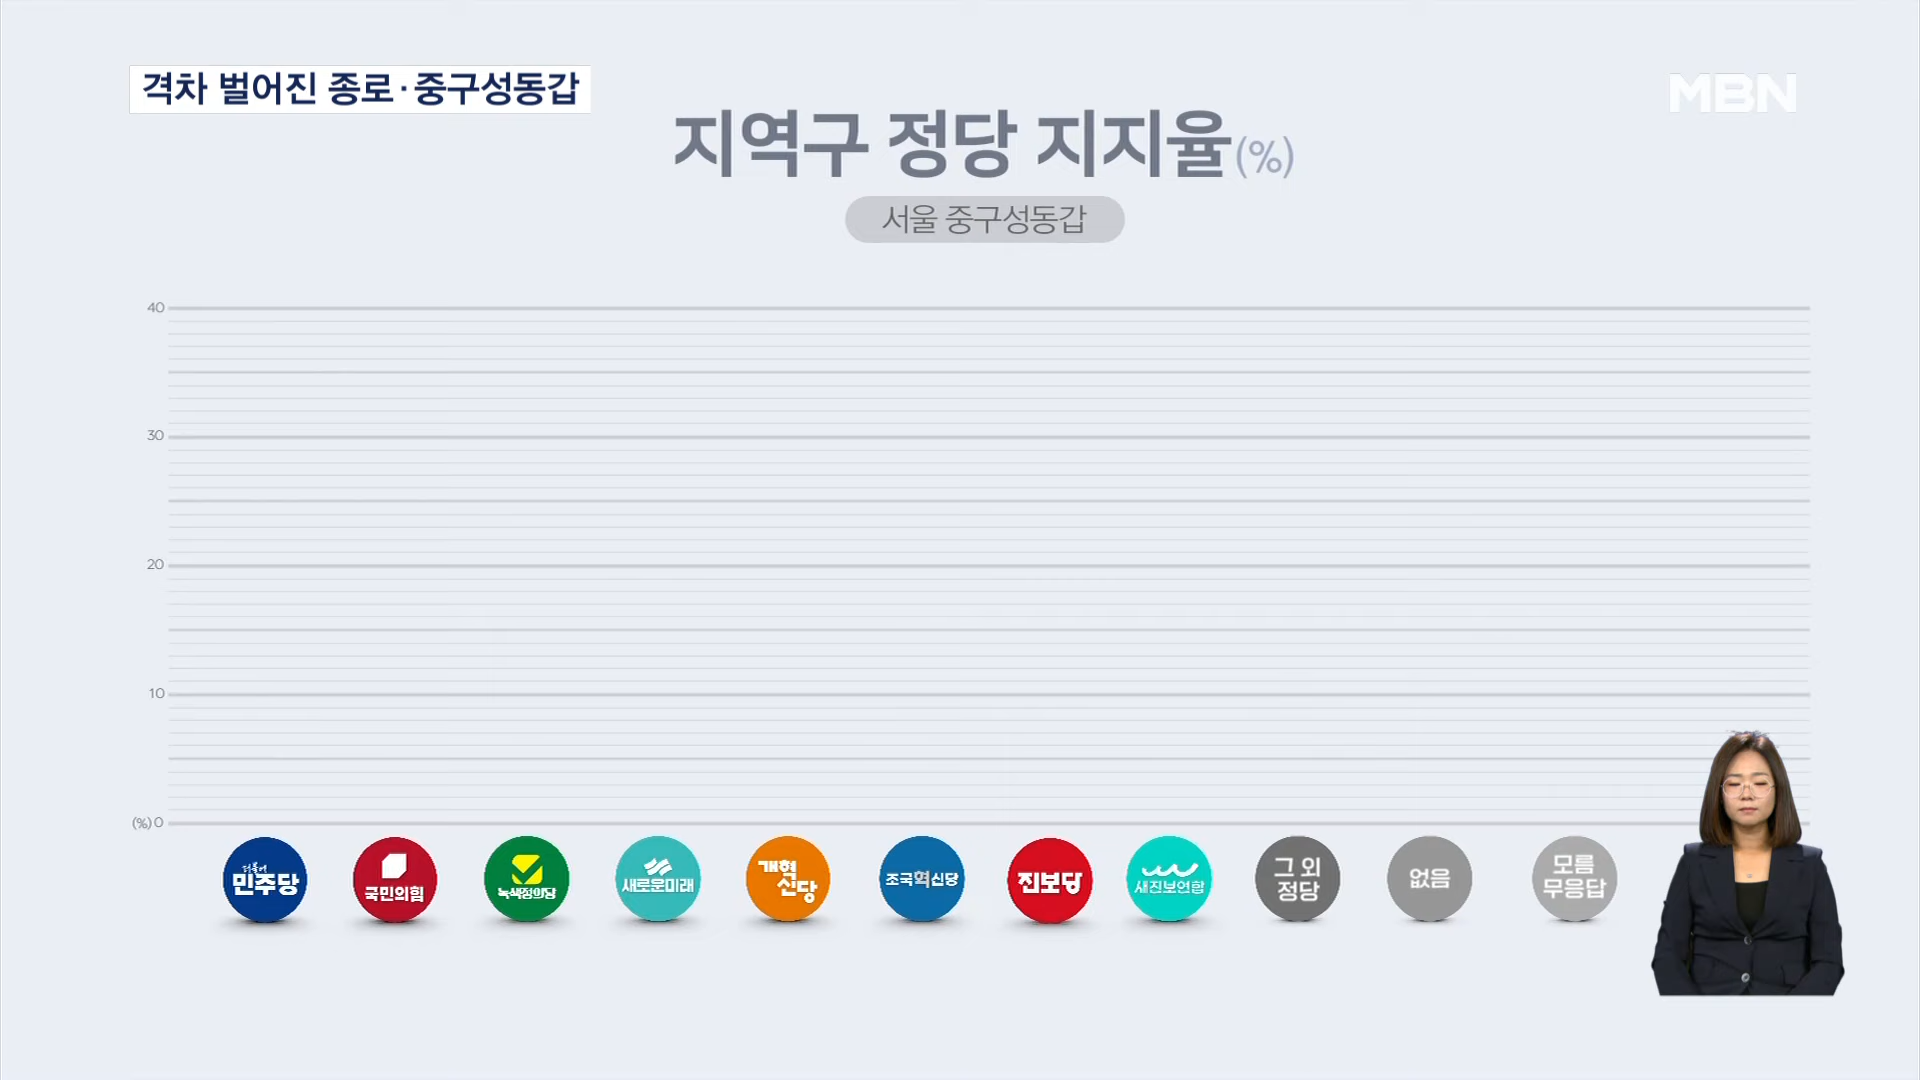 격차 벌어진 종로·중구성동갑
MBN
지역구 정당 지지율(%)
서울 중구성동갑
40
30
20
10
(%) 0
더불어
민주당
국민의힘
녹색정의당
새로운미래
개혁
신당
조국혁신당
진보당
새진보연합
그 외
정당
없음
모름
무응답